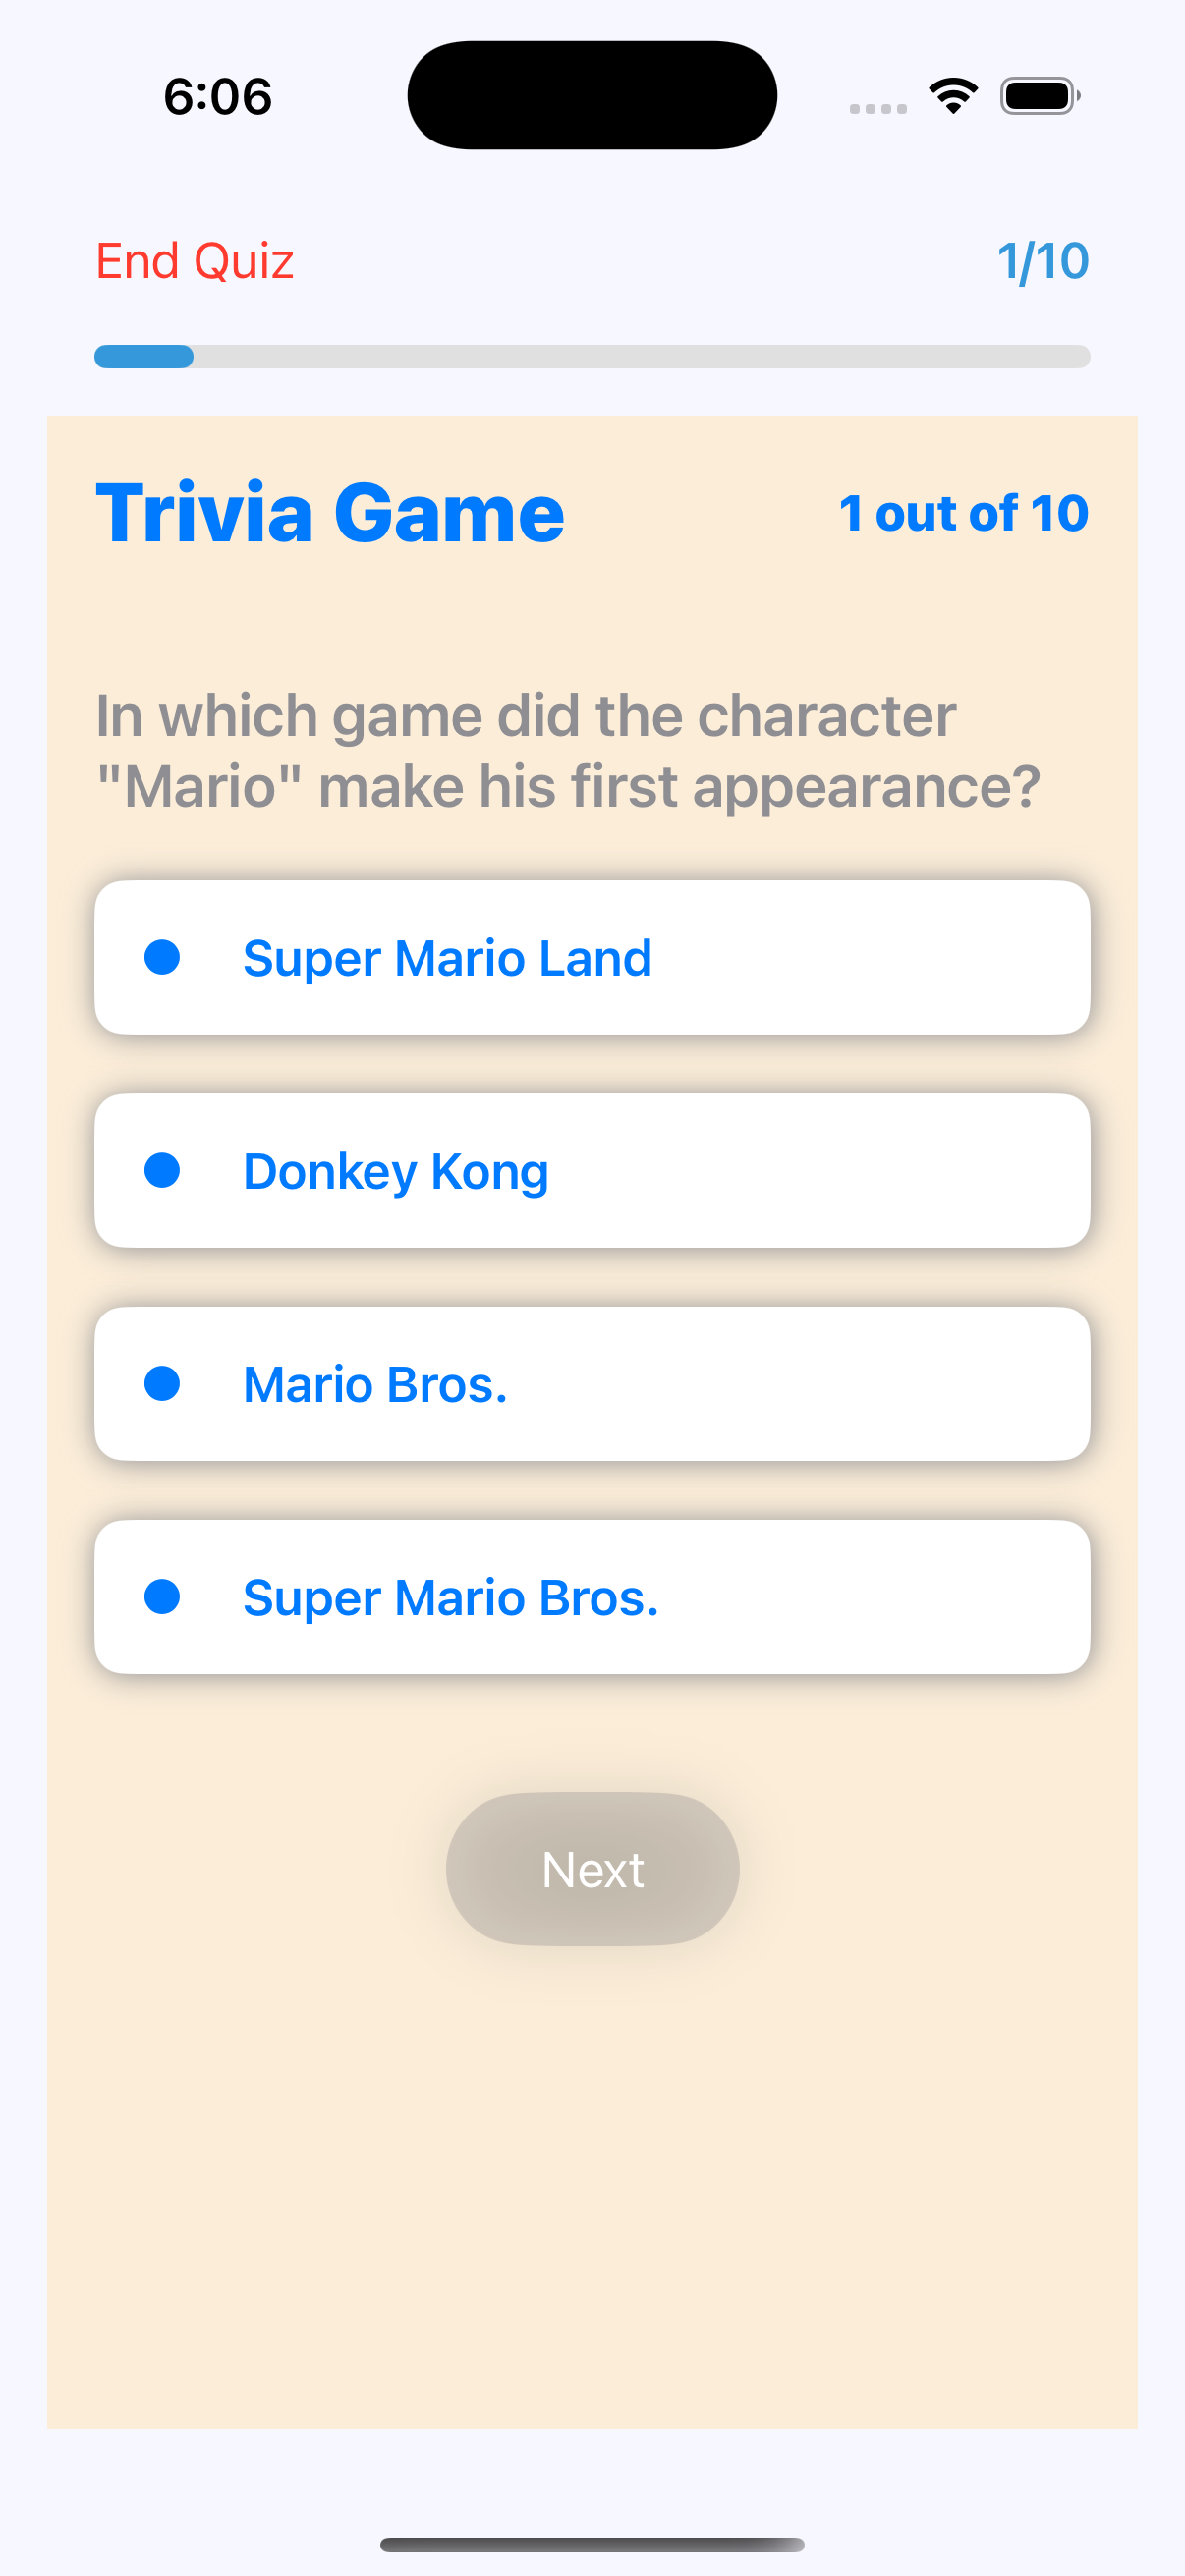 6:06
End Quiz
1/10
Trivia Game
1 out of 10
In which game did the character
"Mario" make his first appearance?
Super Mario Land
Donkey Kong
Mario Bros.
Super Mario Bros.
Next